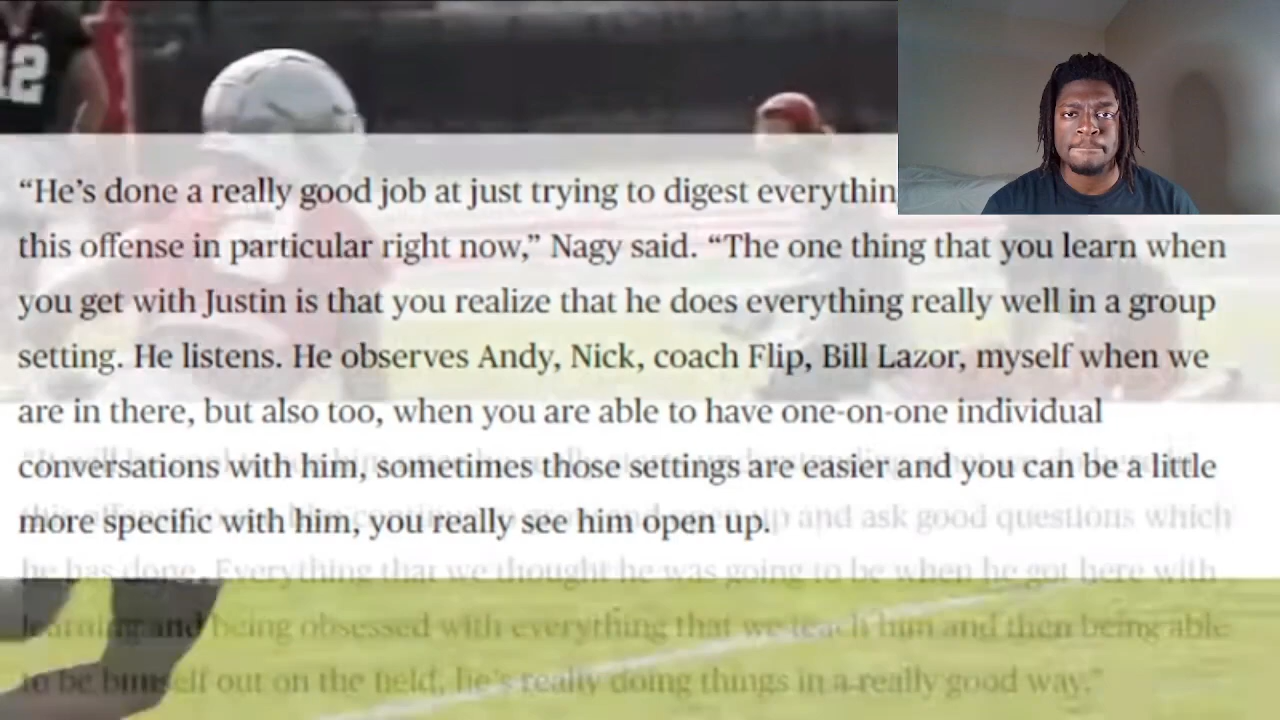 12
“He’s done a really good job at just trying to digest everythin
this offense in particular right now,” Nagy said. “The one thing that you learn when
you get with Justin is that you realize that he does everything really well in a group
setting. He listens. He observes Andy, Nick, coach Flip, Bill Lazor, myself when we
are in there, but also too, when you are able to have one-on-one individual
conversations with him, sometimes those settings are easier and you can be a little
more specific with him, you really see him open up.
and ask good questions which
he has done. Everything that we thought he was going to be when he got here with
learning and being obsessed with everything that we teach him and then being able
to be himself out on the field, he’s really doing things in a really good way.”